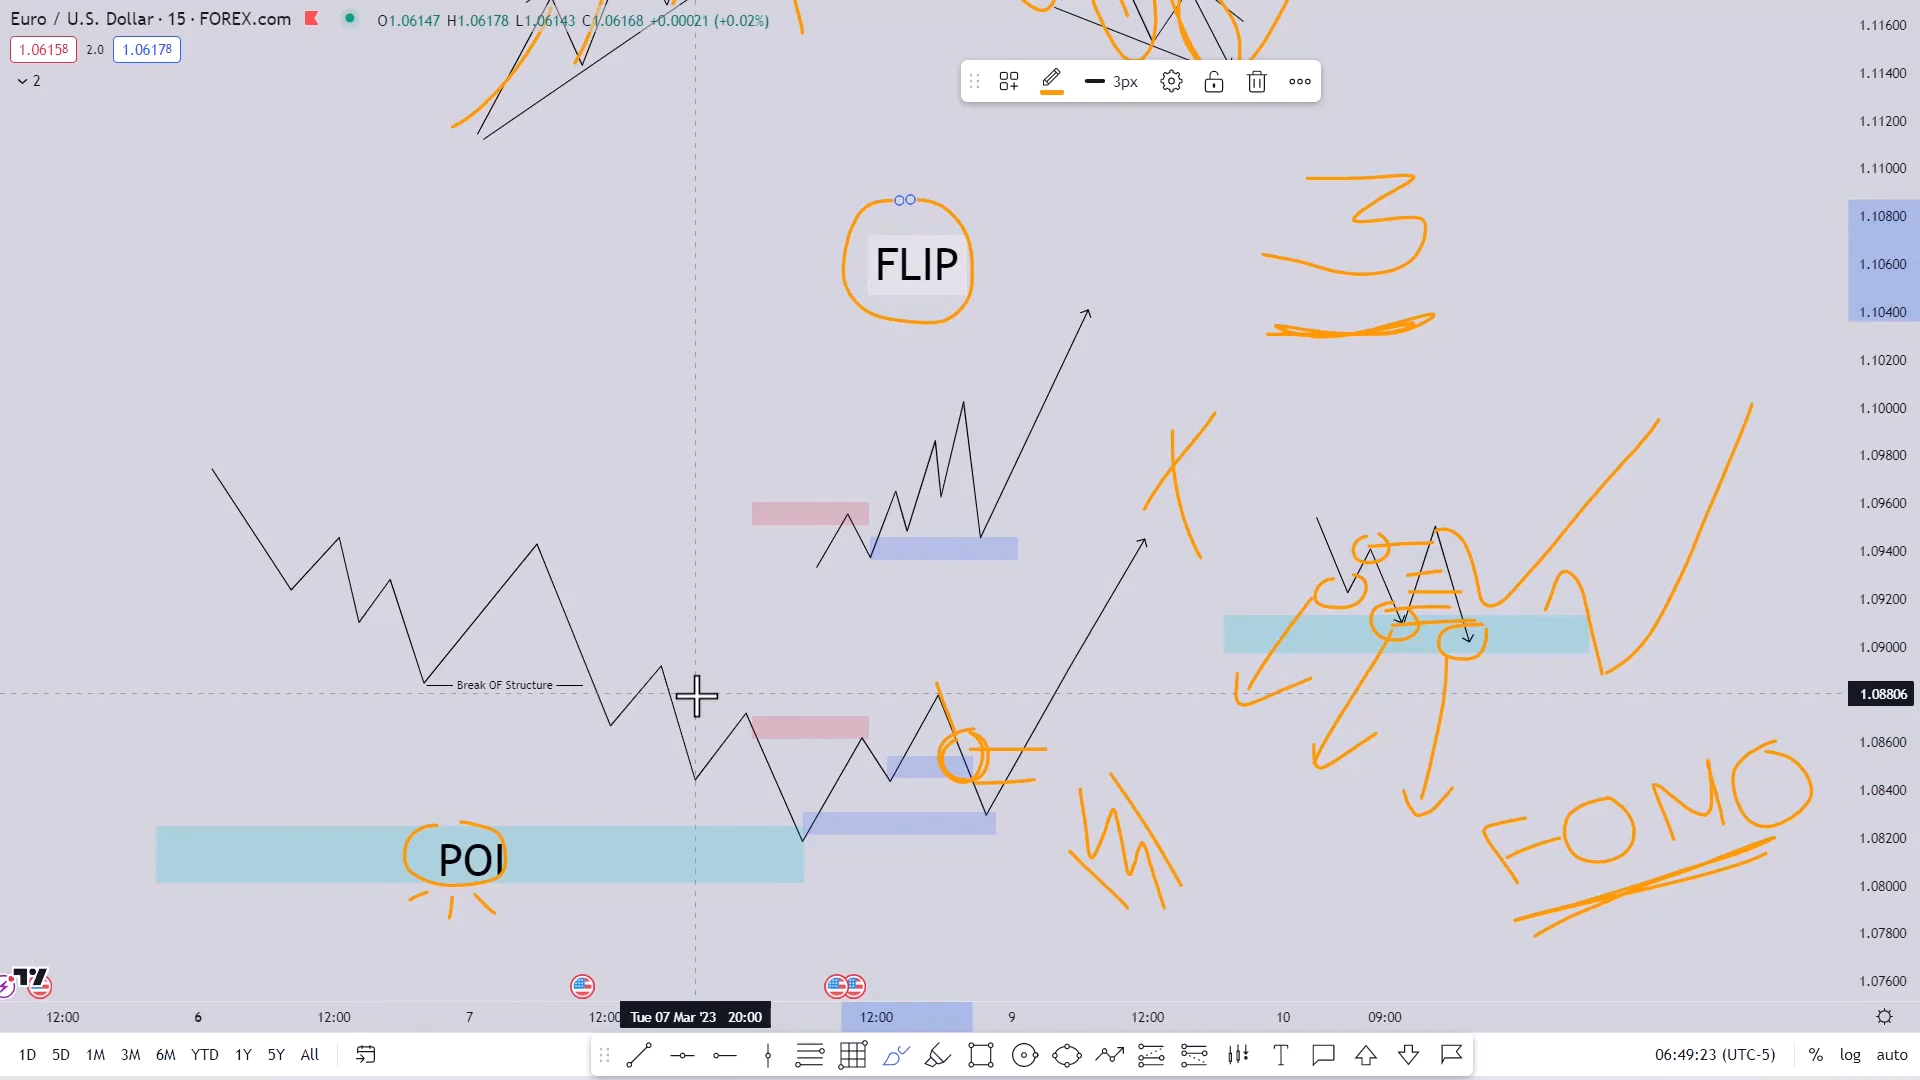 Euro / U.S. Dollar · 15 · FOREX.com O1.06147 H1.06178 L1.06143 C1.06168 +0.00021 (+0.02%)
1.06158 2.0 1.06178
2
3px
1.11600
1.11400
1.11200
1.11000
1.10800
1.10600
1.10400
1.10200
1.10000
1.09800
1.09600
1.09400
1.09200
1.09000
1.08806
1.08600
1.08400
1.08200
1.08000
1.07800
1.07600
FLIP
3
X
Break OF Structure
POI
FOMO
12:00 6 12:00 7 12:00 Tue 07 Mar '23 20:00 12:00 9 12:00 10 09:00
1D 5D 1M 3M 6M YTD 1Y 5Y All
T
06:49:23 (UTC-5) % log auto